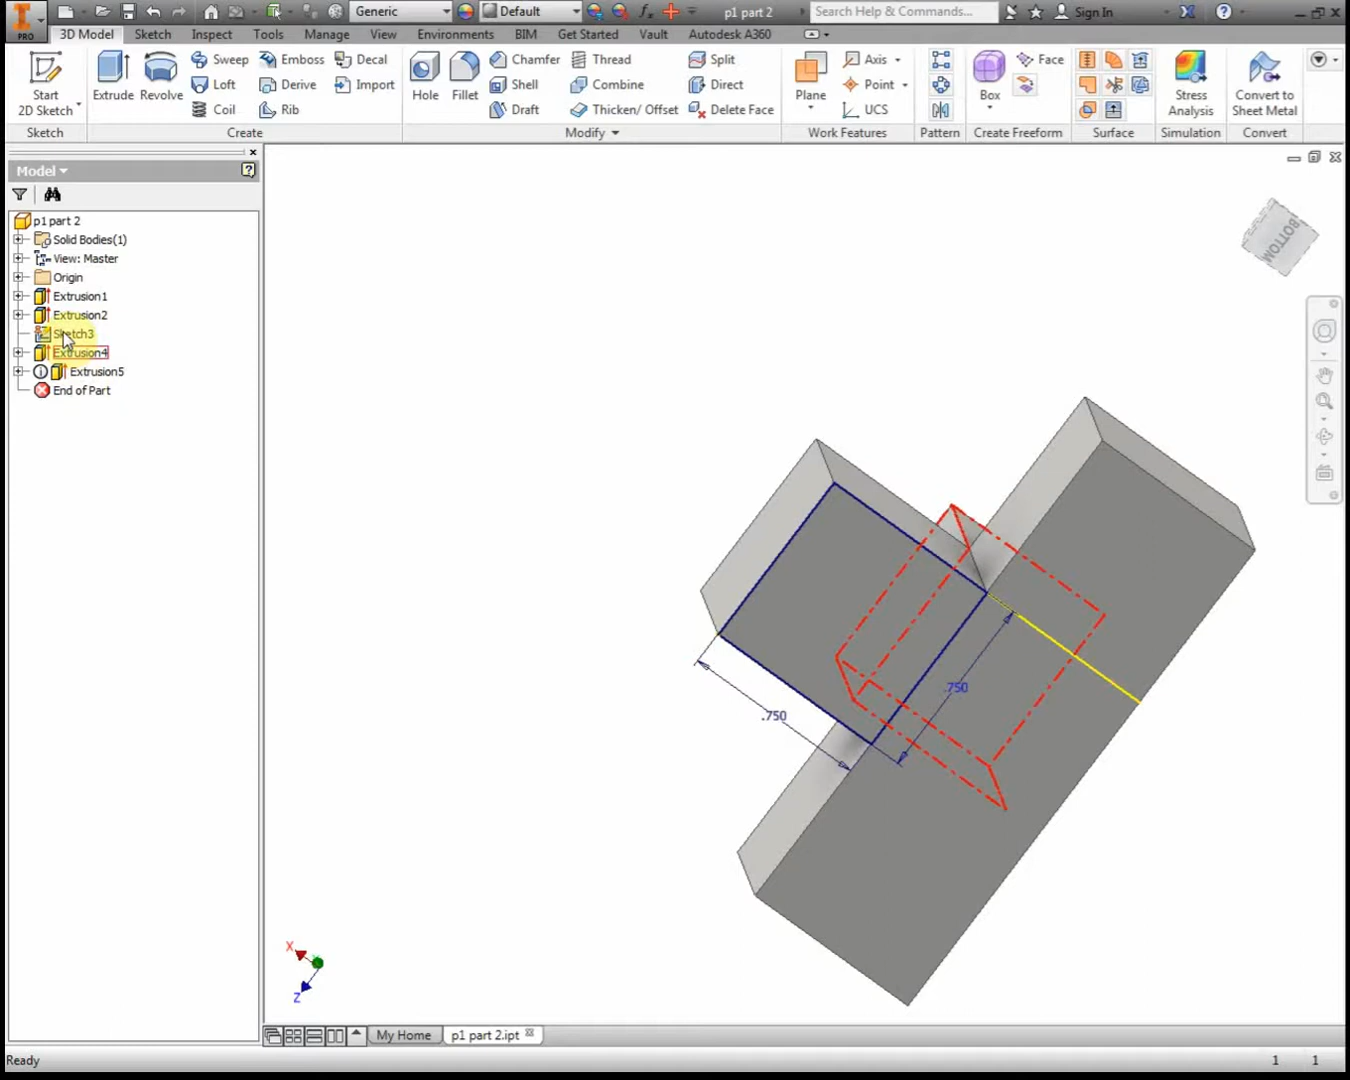 Generic
Default
p1 part 2
Search Help & Commands...
Sign In
PRO
3D Model
Sketch
Inspect
Tools
Manage
View
Environments
BIM
Get Started
Vault
Autodesk A360
Start
2D Sketch
Extrude
Revolve
Sweep
Loft
Coil
Emboss
Derive
Rib
Decal
Import
Hole
Fillet
Chamfer
Shell
Draft
Thread
Combine
Thicken/ Offset
Split
Direct
Delete Face
Plane
Axis
Point
UCS
Box
Face
Stress
Analysis
Convert to
Sheet Metal
Sketch
Create
Modify
Work Features
Pattern
Create Freeform
Surface
Simulation
Convert
Model
p1 part 2
Solid Bodies(1)
View: Master
Origin
Extrusion1
Extrusion2
Sketch3
Extrusion4
Extrusion5
End of Part
BOTTOM
.750
.750
X
Z
My Home
p1 part 2.ipt
Ready
1
1